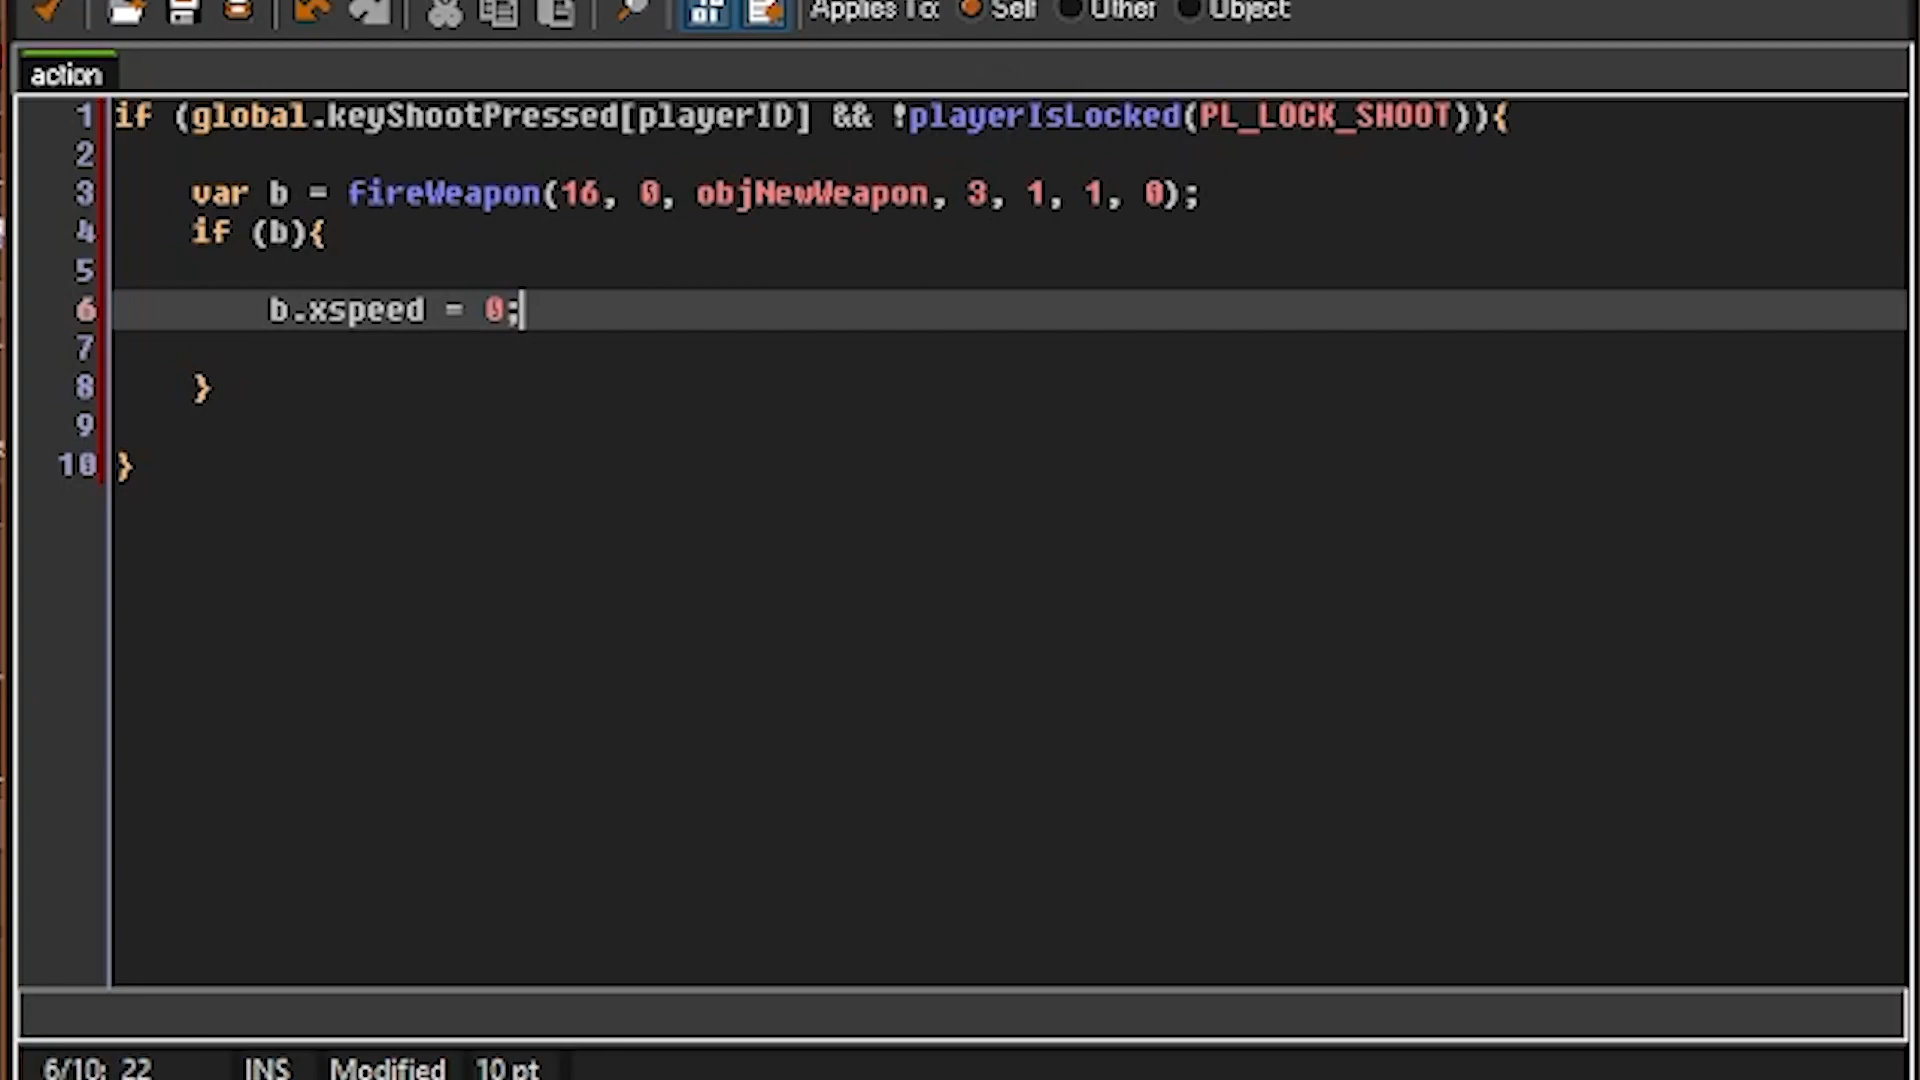 Applies To: Self Other Object:
action
1 if (global.keyShootPressed[playerID] && !playerIsLocked(PL_LOCK_SHOOT)){
2
3 var b = fireWeapon(16, 0, objNewWeapon, 3, 1, 1, 0);
4 if (b){
5
6 b.xspeed = 0;
7
8 }
9
10 }
6/10: 22 INS Modified 10 pt